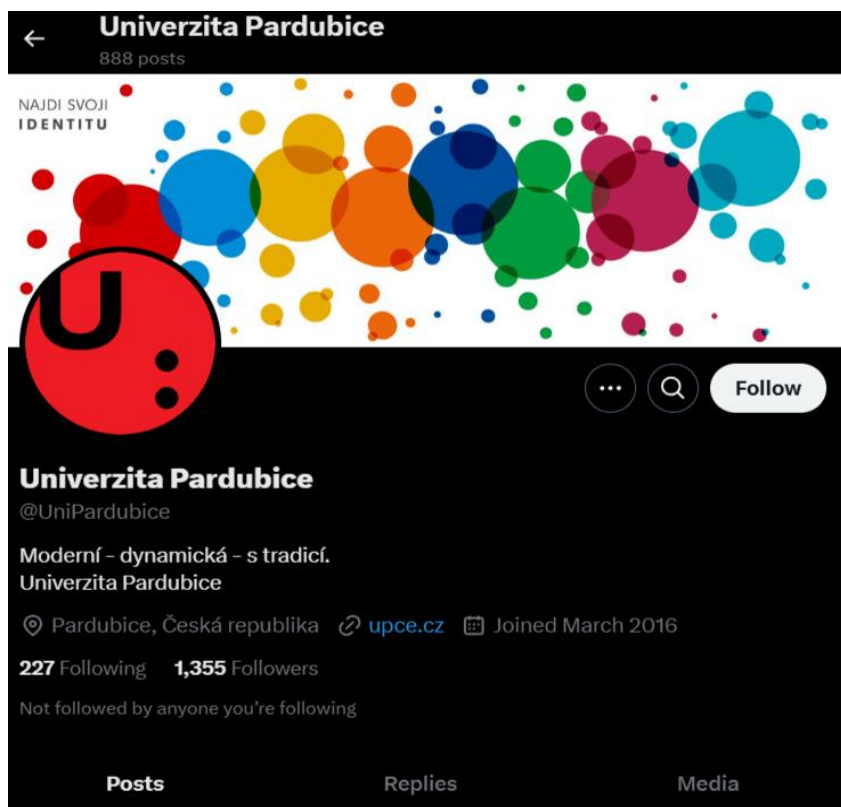 Univerzita Pardubice
888 posts
NAJDI SVOJI
IDENTITU
U:
Follow
Univerzita Pardubice
@UniPardubice
Moderní - dynamická - s tradicí.
Univerzita Pardubice
Pardubice, Česká republika upce.cz Joined March 2016
227 Following 1,355 Followers
Not followed by anyone you're following
Posts Replies Media